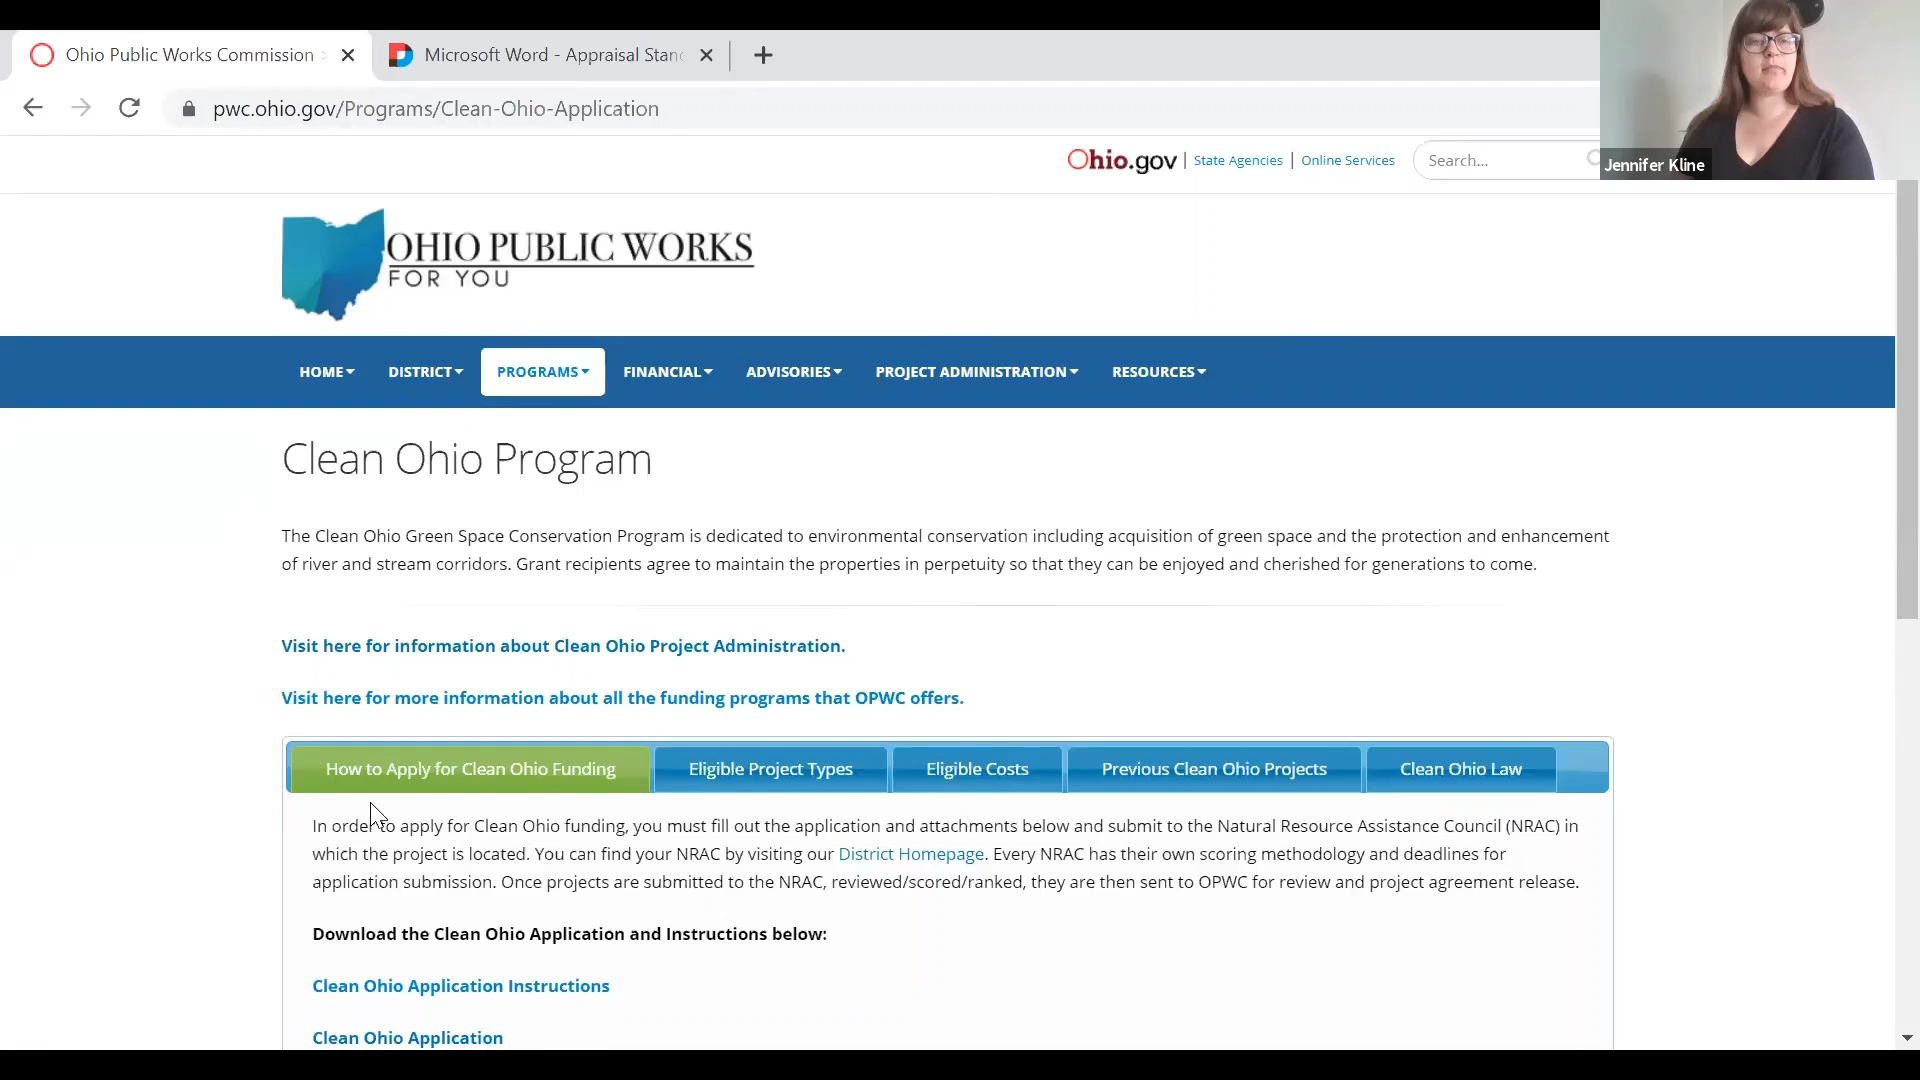 Ohio Public Works Commission
Microsoft Word - Appraisal Stan
pwc.ohio.gov/Programs/Clean-Ohio-Application
Ohio.gov | State Agencies | Online Services
Search...
Jennifer Kline
OHIO PUBLIC WORKS
FOR YOU
HOME DISTRICT PROGRAMS FINANCIAL ADVISORIES PROJECT ADMINISTRATION RESOURCES
Clean Ohio Program
The Clean Ohio Green Space Conservation Program is dedicated to environmental conservation including acquisition of green space and the protection and enhancement
of river and stream corridors. Grant recipients agree to maintain the properties in perpetuity so that they can be enjoyed and cherished for generations to come.
Visit here for information about Clean Ohio Project Administration.
Visit here for more information about all the funding programs that OPWC offers.
How to Apply for Clean Ohio Funding Eligible Project Types Eligible Costs Previous Clean Ohio Projects Clean Ohio Law
In order to apply for Clean Ohio funding, you must fill out the application and attachments below and submit to the Natural Resource Assistance Council (NRAC) in
which the project is located. You can find your NRAC by visiting our District Homepage. Every NRAC has their own scoring methodology and deadlines for
application submission. Once projects are submitted to the NRAC, reviewed/scored/ranked, they are then sent to OPWC for review and project agreement release.
Download the Clean Ohio Application and Instructions below:
Clean Ohio Application Instructions
Clean Ohio Application